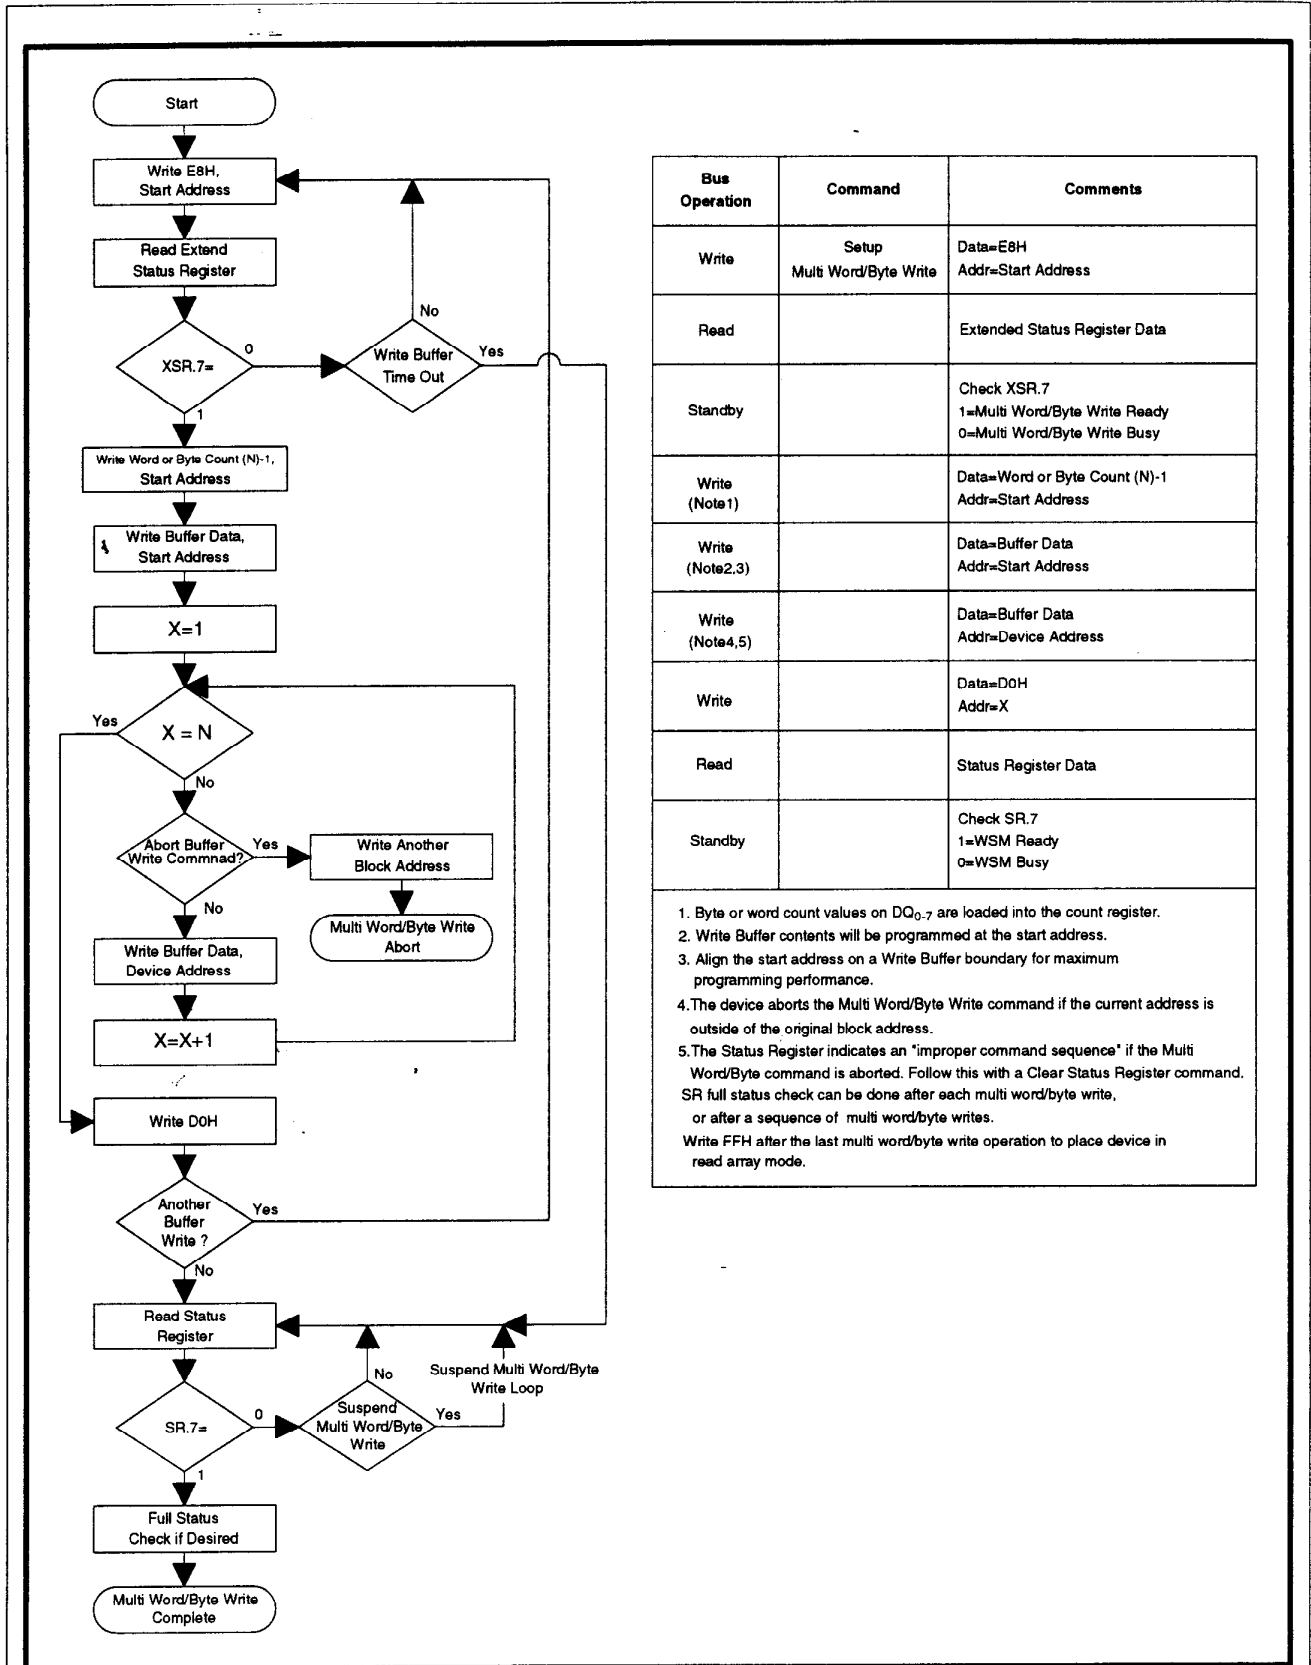 Start
Write E8H,
Start Address
Read Extend
Status Register
No
XSR.7=
0
Write Buffer
Time Out
Yes
1
Write Word or Byte Count (N)-1,
Start Address
Write Buffer Data,
Start Address
X=1
Yes
X = N
No
Abort Buffer
Write Commnad?
Yes
Write Another
Block Address
No
Multi Word/Byte Write
Abort
Write Buffer Data,
Device Address
X=X+1
Write D0H
Another
Buffer
Write ?
Yes
No
Read Status
Register
No
Suspend Multi Word/Byte
Write Loop
SR.7=
0
Suspend
Multi Word/Byte
Write
Yes
1
Full Status
Check if Desired
Multi Word/Byte Write
Complete
Bus
Operation
Command
Comments
Write
Setup
Multi Word/Byte Write
Data=E8H
Addr=Start Address
Read
Extended Status Register Data
Standby
Check XSR.7
1=Multi Word/Byte Write Ready
0=Multi Word/Byte Write Busy
Write
(Note1)
Data=Word or Byte Count (N)-1
Addr=Start Address
Write
(Note2,3)
Data=Buffer Data
Addr=Start Address
Write
(Note4,5)
Data=Buffer Data
Addr=Device Address
Write
Data=D0H
Addr=X
Read
Status Register Data
Standby
Check SR.7
1=WSM Ready
0=WSM Busy
1. Byte or word count values on DQ0-7 are loaded into the count register.
2. Write Buffer contents will be programmed at the start address.
3. Align the start address on a Write Buffer boundary for maximum
programming performance.
4.The device aborts the Multi Word/Byte Write command if the current address is
outside of the original block address.
5.The Status Register indicates an "improper command sequence" if the Multi
Word/Byte command is aborted. Follow this with a Clear Status Register command.
SR full status check can be done after each multi word/byte write,
or after a sequence of multi word/byte writes.
Write FFH after the last multi word/byte write operation to place device in
read array mode.